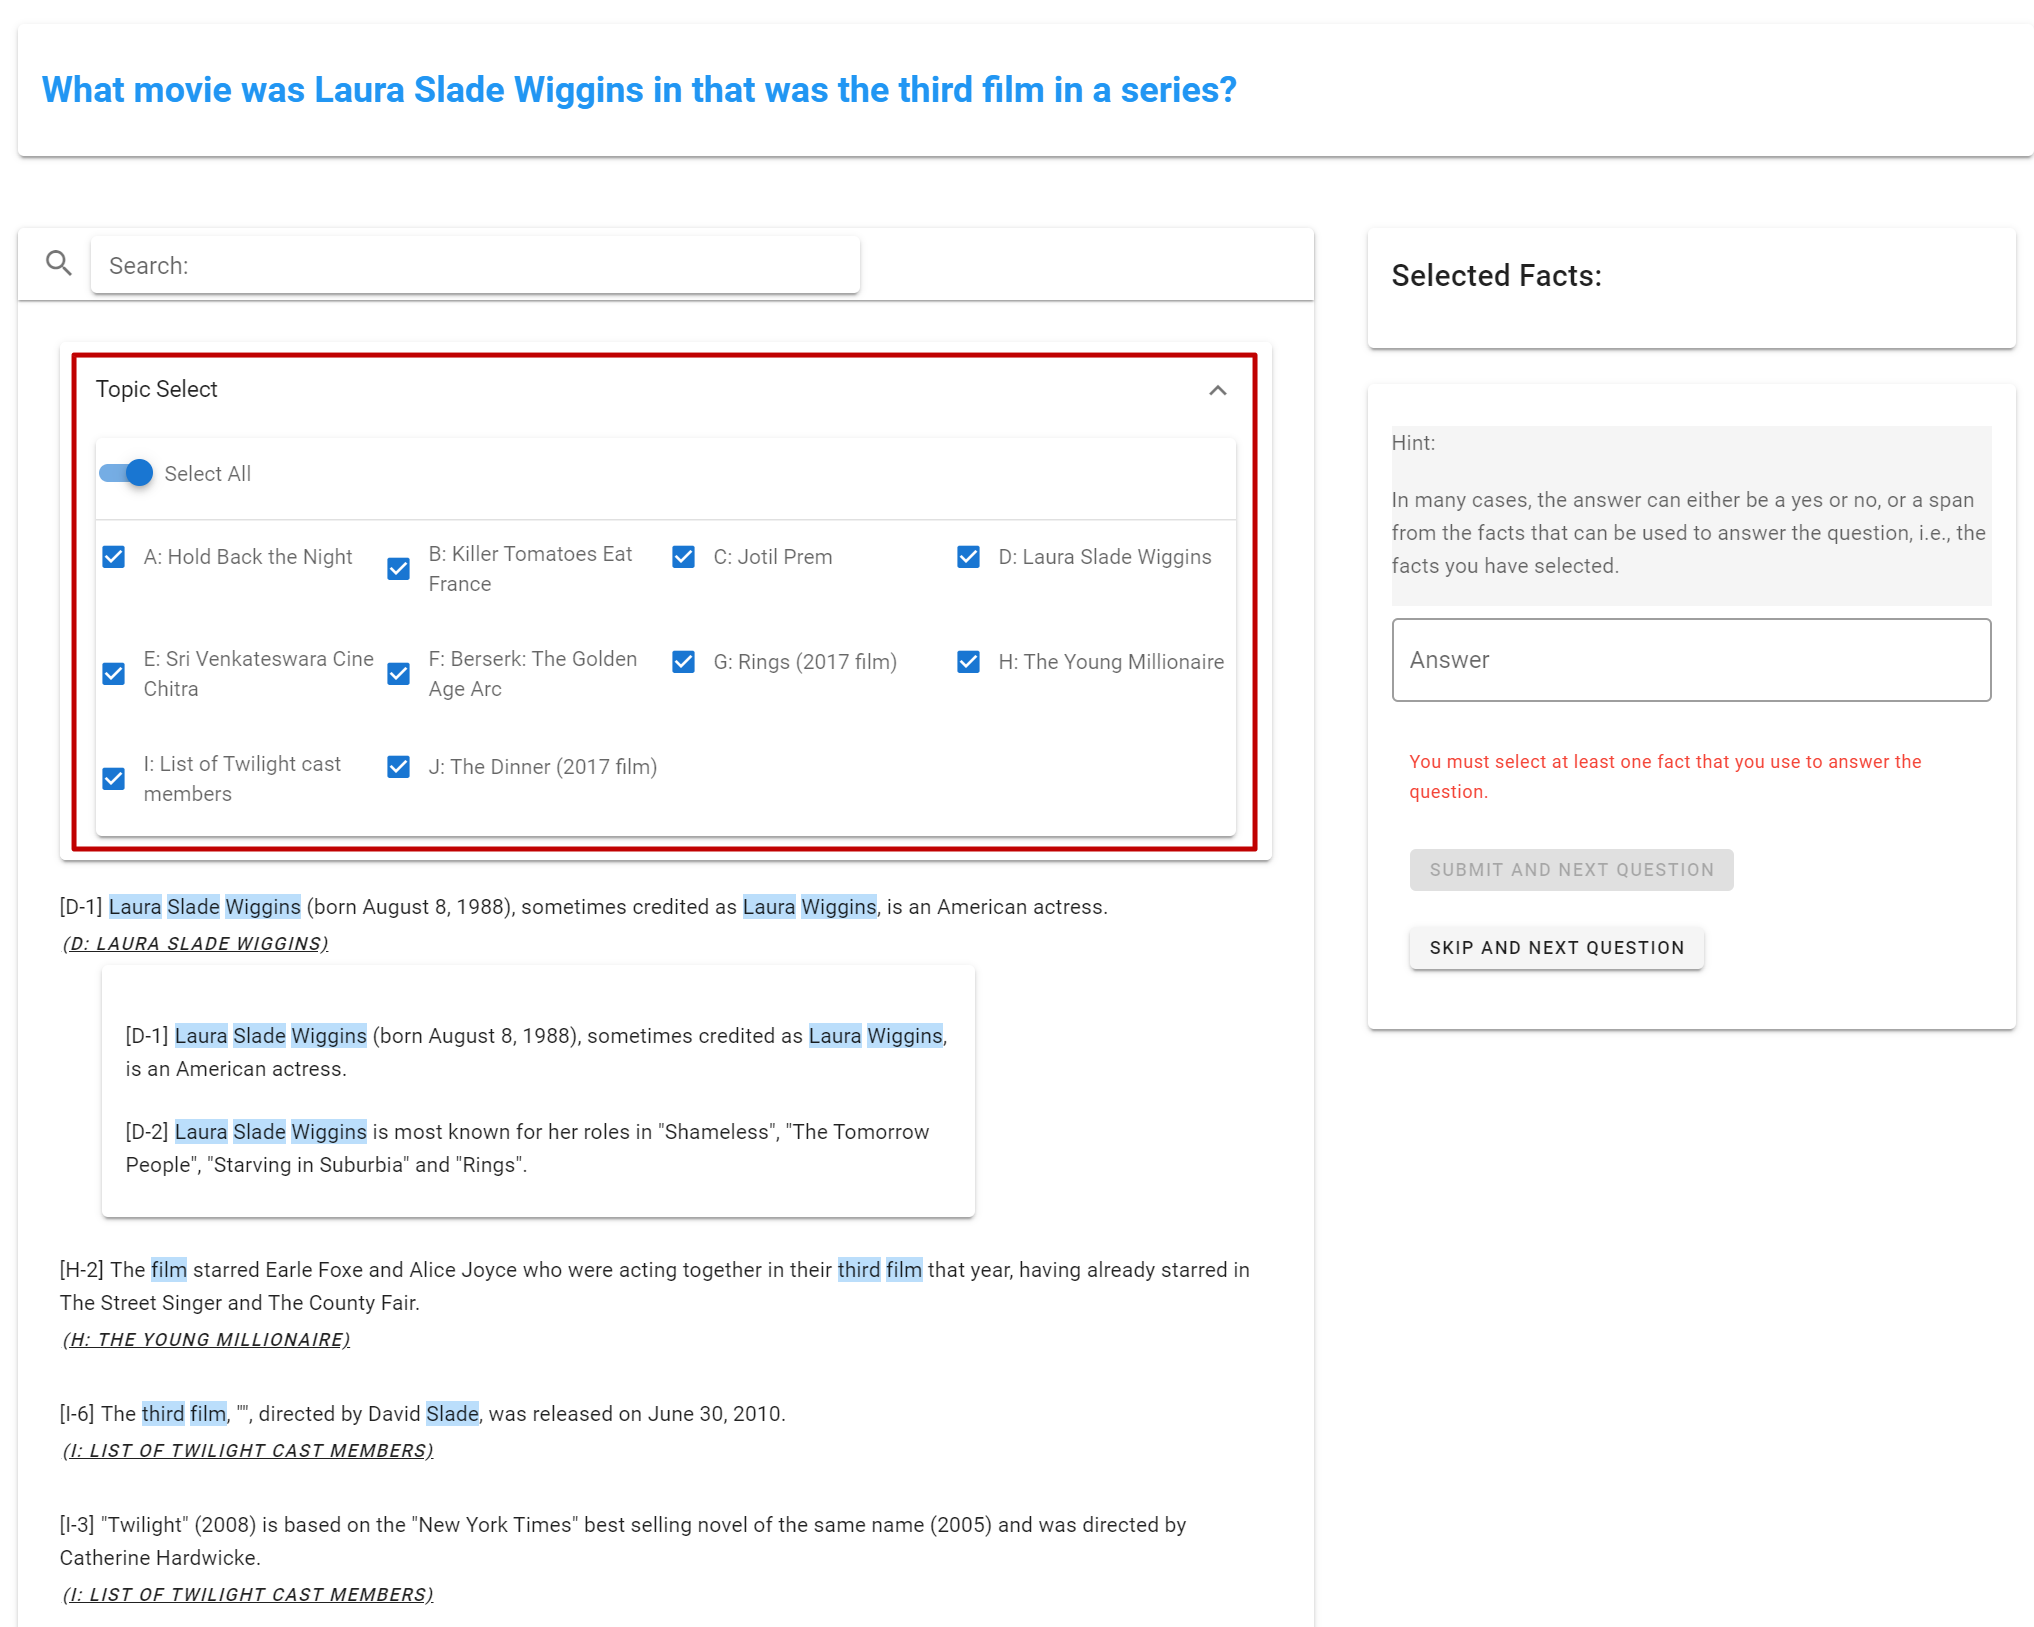 What movie was Laura Slade Wiggins in that was the third film in a series?
Search:
Topic Select
Select All
A: Hold Back the Night
B: Killer Tomatoes Eat
France
C: Jotil Prem
D: Laura Slade Wiggins
E: Sri Venkateswara Cine
Chitra
F: Berserk: The Golden
Age Arc
G: Rings (2017 film)
H: The Young Millionaire
I: List of Twilight cast
members
J: The Dinner (2017 film)
[D-1] Laura Slade Wiggins (born August 8, 1988), sometimes credited as Laura Wiggins, is an American actress.
(D: LAURA SLADE WIGGINS)
[D-1] Laura Slade Wiggins (born August 8, 1988), sometimes credited as Laura Wiggins,
is an American actress.
[D-2] Laura Slade Wiggins is most known for her roles in "Shameless", "The Tomorrow
People", "Starving in Suburbia" and "Rings".
[H-2] The film starred Earle Foxe and Alice Joyce who were acting together in their third film that year, having already starred in
The Street Singer and The County Fair.
(H: THE YOUNG MILLIONAIRE)
[I-6] The third film, "", directed by David Slade, was released on June 30, 2010.
(I: LIST OF TWILIGHT CAST MEMBERS)
[I-3] "Twilight" (2008) is based on the "New York Times" best selling novel of the same name (2005) and was directed by
Catherine Hardwicke.
(I: LIST OF TWILIGHT CAST MEMBERS)
Selected Facts:
Hint:
In many cases, the answer can either be a yes or no, or a span
from the facts that can be used to answer the question, i.e., the
facts you have selected.
Answer
You must select at least one fact that you use to answer the
question.
SUBMIT AND NEXT QUESTION
SKIP AND NEXT QUESTION